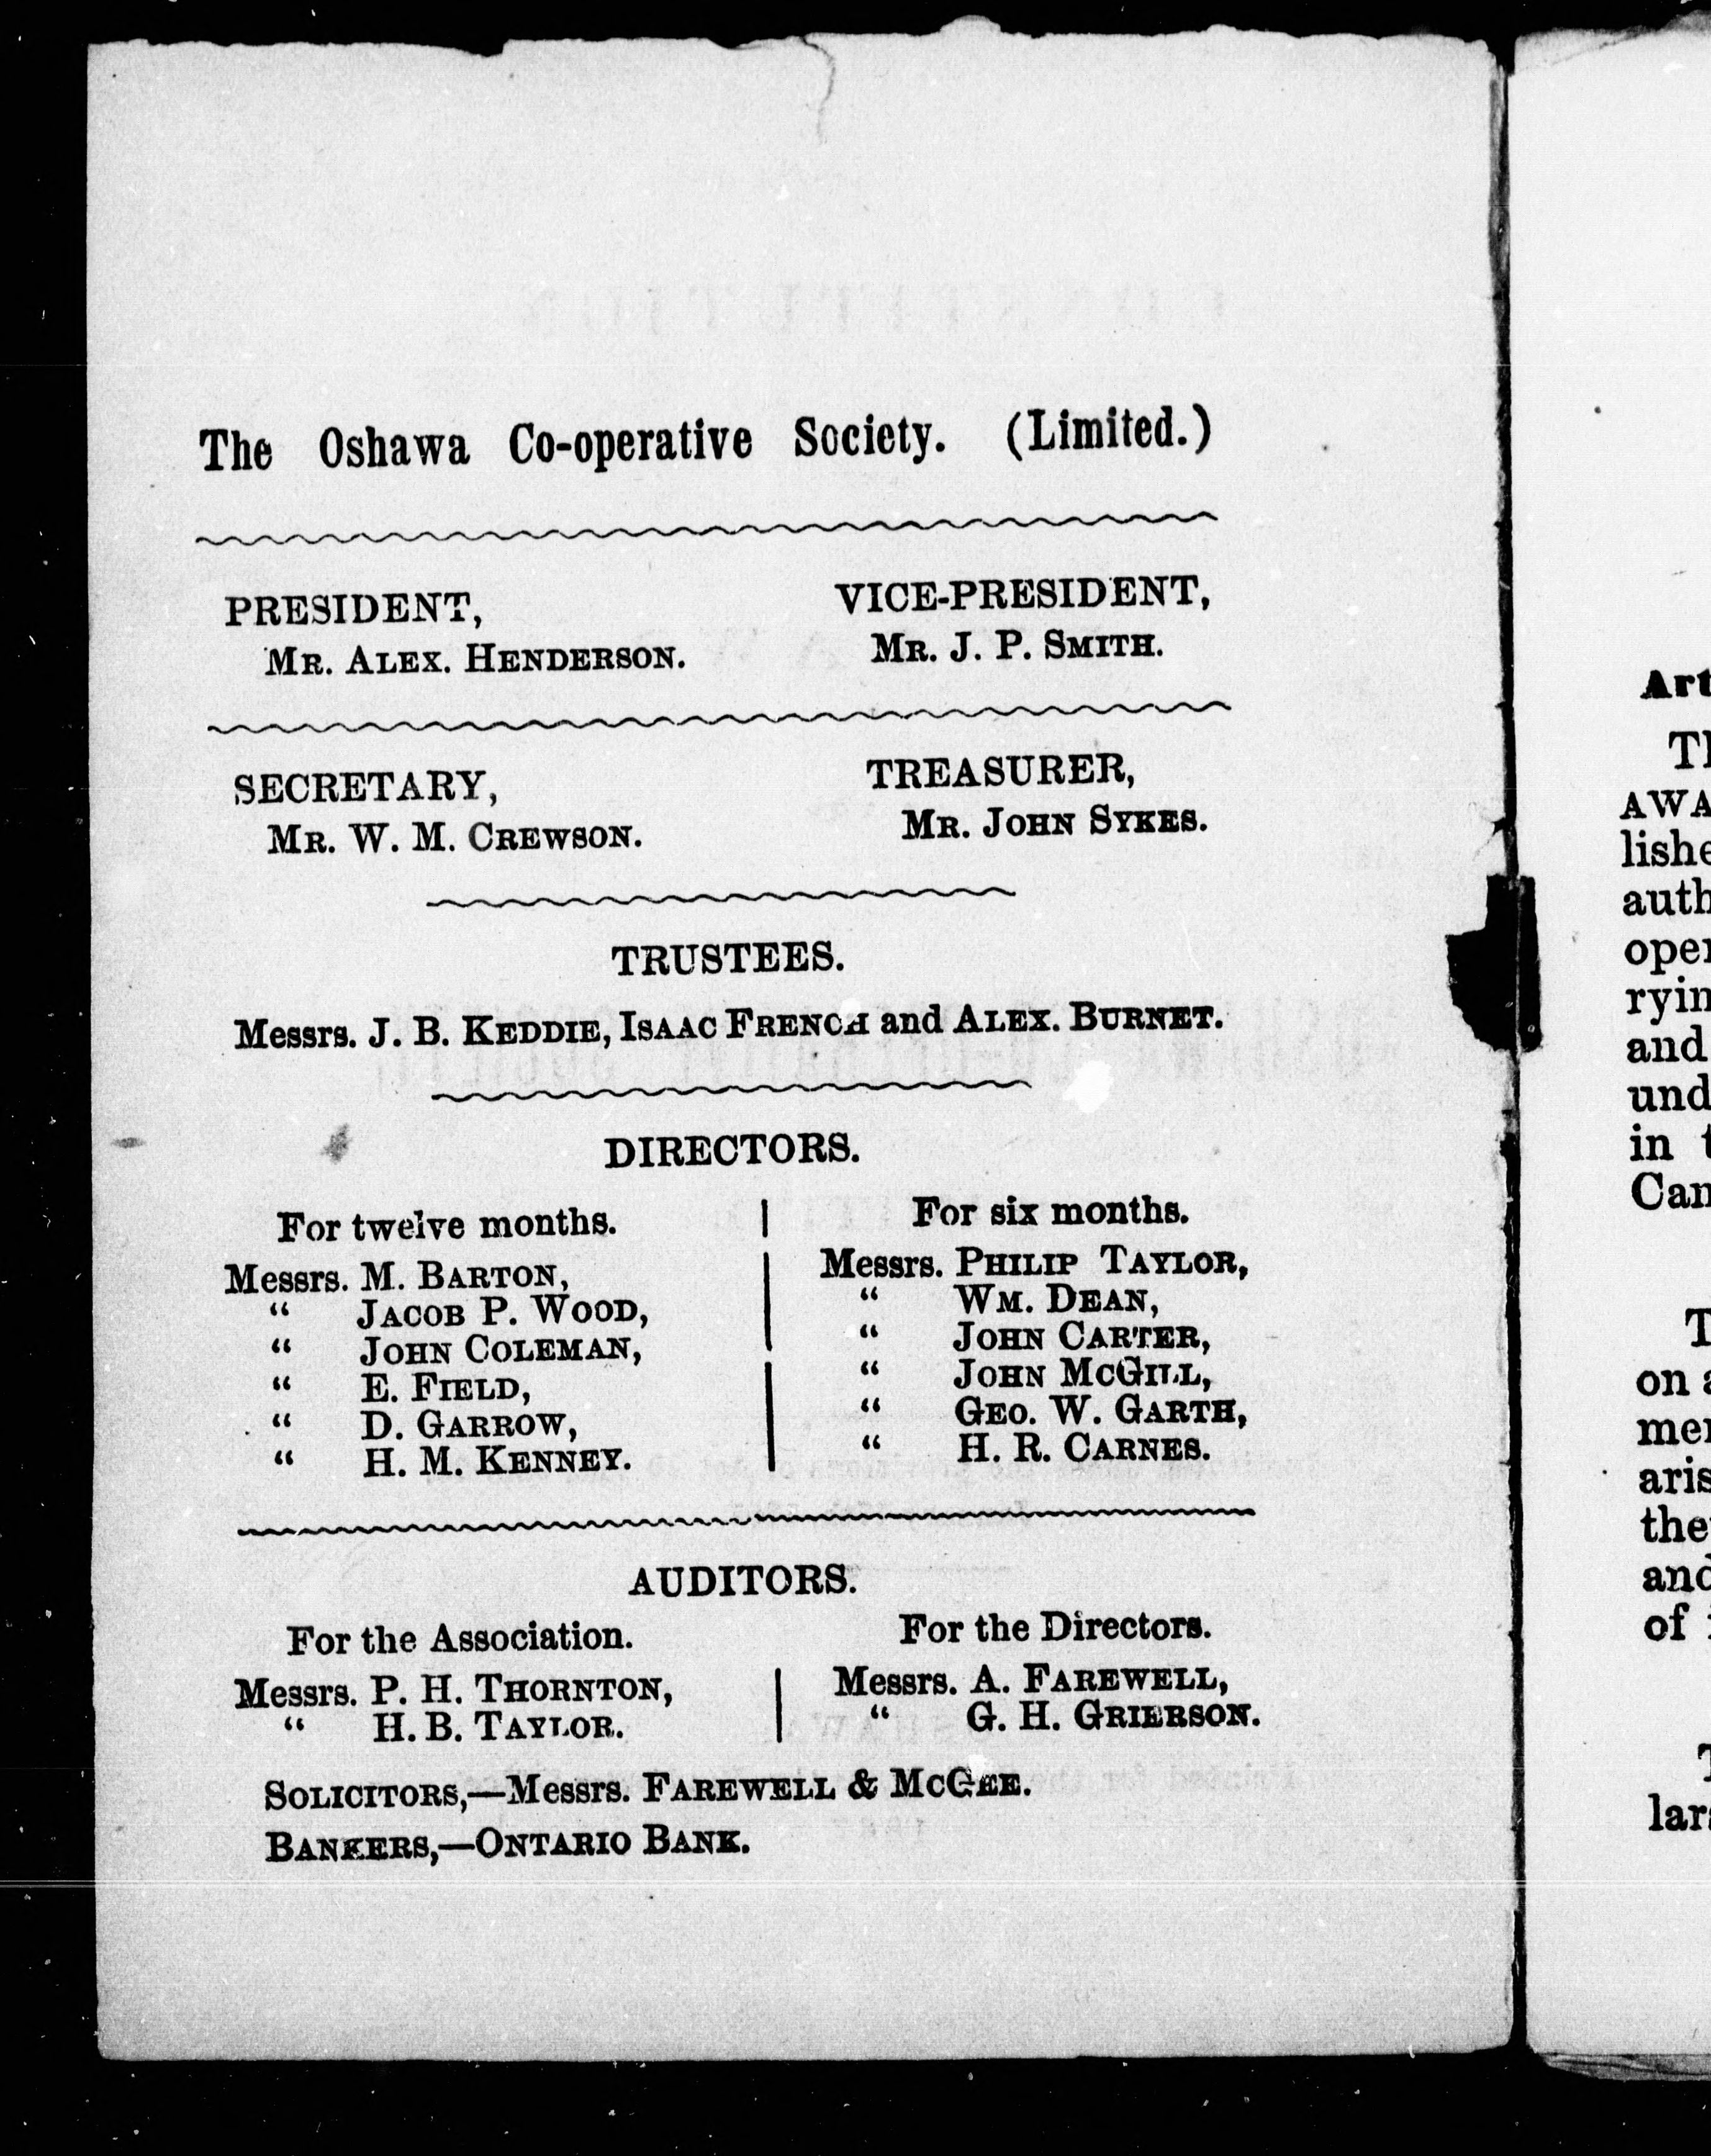 The Oshawa Co-operative Society. (Limited.)
PRESIDENT,
MR. ALEX. HENDERSON.
VICE-PRESIDENT,
MR. J. P. SMITH.
SECRETARY,
MR. W. M. CREWSON.
TREASURER,
MR. JOHN SYKES.
TRUSTEES.
Messrs. J. B. KEDDIE, ISAAC FRENCH and ALEX. BURNET.
DIRECTORS.
For twelve months.
Messrs. M. BARTON,
“ JACOB P. WOOD,
“ JOHN COLEMAN,
“ E. FIELD,
“ D. GARROW,
“ H. M. KENNEY.
For six months.
Messrs. PHILIP TAYLOR,
“ WM. DEAN,
“ JOHN CARTER,
“ JOHN MCGILL,
“ GEO. W. GARTH,
“ H. R. CARNES.
AUDITORS.
For the Association.
Messrs. P. H. THORNTON,
“ H. B. TAYLOR.
For the Directors.
Messrs. A. FAREWELL,
“ G. H. GRIERSON.
SOLICITORS,—Messrs. FAREWELL & MCGEE.
BANKERS,—ONTARIO BANK.
Art
AWA
lishe
auth
oper
ryin
and
und
in t
Can
on a
mer
aris
the
and
of
lar